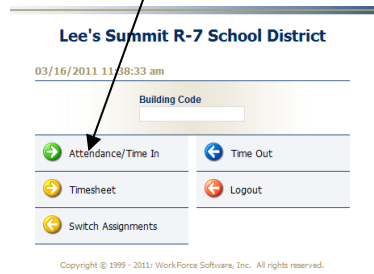 Lee's Summit R-7 School District
03/16/2011 11:38:33 am
Building Code
Attendance/Time In
Time Out
Timesheet
Logout
Switch Assignments
Copyright © 1999 - 2011; WorkForce Software, Inc. All rights reserved.